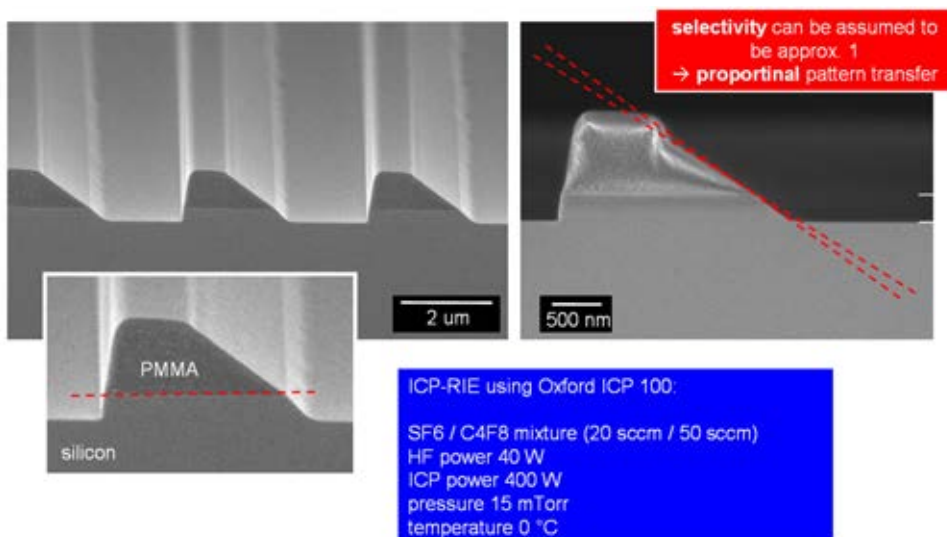 selectivity can be assumed to
be approx. 1
→ proportinal pattern transfer
2 um
500 nm
PMMA
silicon
ICP-RIE using Oxford ICP 100:
SF6 / C4F8 mixture (20 sccm / 50 sccm)
HF power 40 W
ICP power 400 W
pressure 15 mTorr
temperature 0 °C